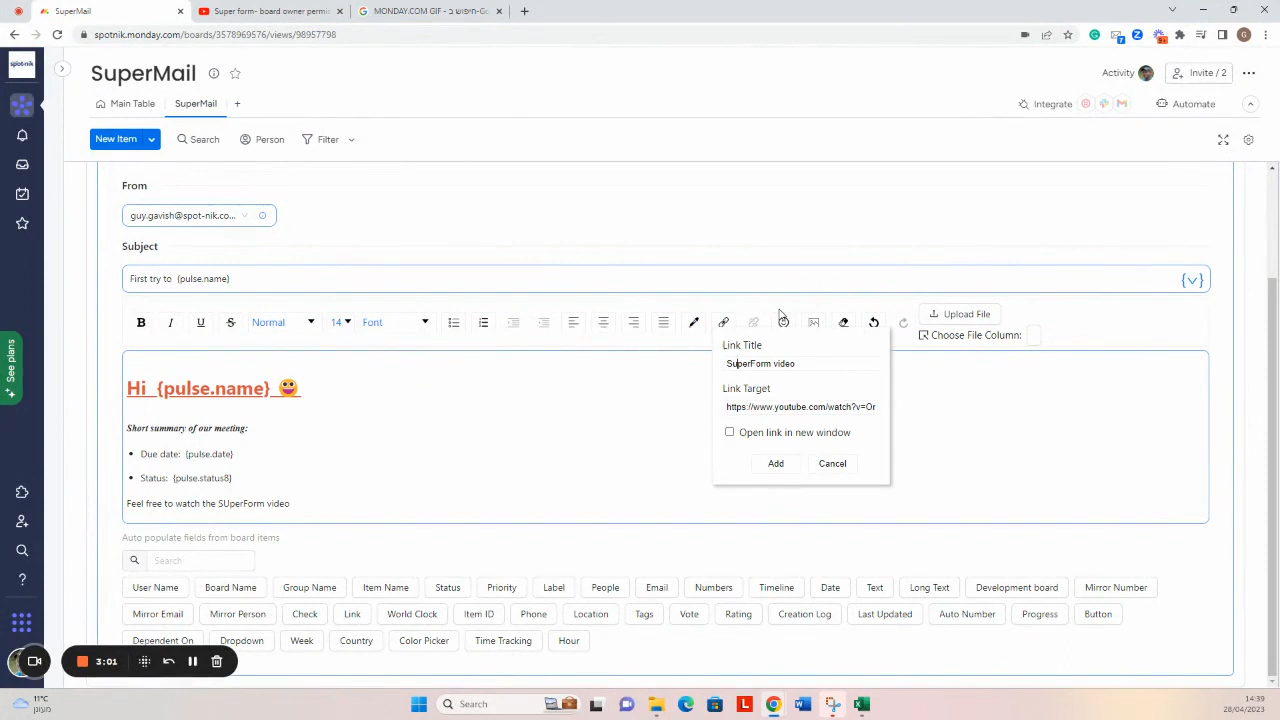 SuperMail
Super form- board owner permi
MONDAY.COM GIF - חיפוש ב-
spotnik.monday.com/boards/3578969576/views/98957798
spot-nik
SuperMail
Activity
Invite / 2
Main Table
SuperMail
+
Integrate
Automate
New Item
Search
Person
Filter
From
guy.gavish@spot-nik.co...
Subject
First try to {pulse.name}
{v}
B
I
U
S
Normal
14
Font
Upload File
Choose File Column:
Link Title
SuperForm video
Link Target
https://www.youtube.com/watch?v=Or
Open link in new window
Add
Cancel
Hi {pulse.name}
Short summary of our meeting:
• Due date: {pulse.date}
• Status: {pulse.status8}
Feel free to watch the SUperForm video
Auto populate fields from board items
Search
User Name Board Name Group Name Item Name Status Priority Label People Email Numbers Timeline Date Text Long Text Development board Mirror Number
Mirror Email Mirror Person Check Link World Clock Item ID Phone Location Tags Vote Rating Creation Log Last Updated Auto Number Progress Button
Dependent On Dropdown Week Country Color Picker Time Tracking Hour
See plans
3:01
11°C
מעונן
Search
14:39
28/04/2023